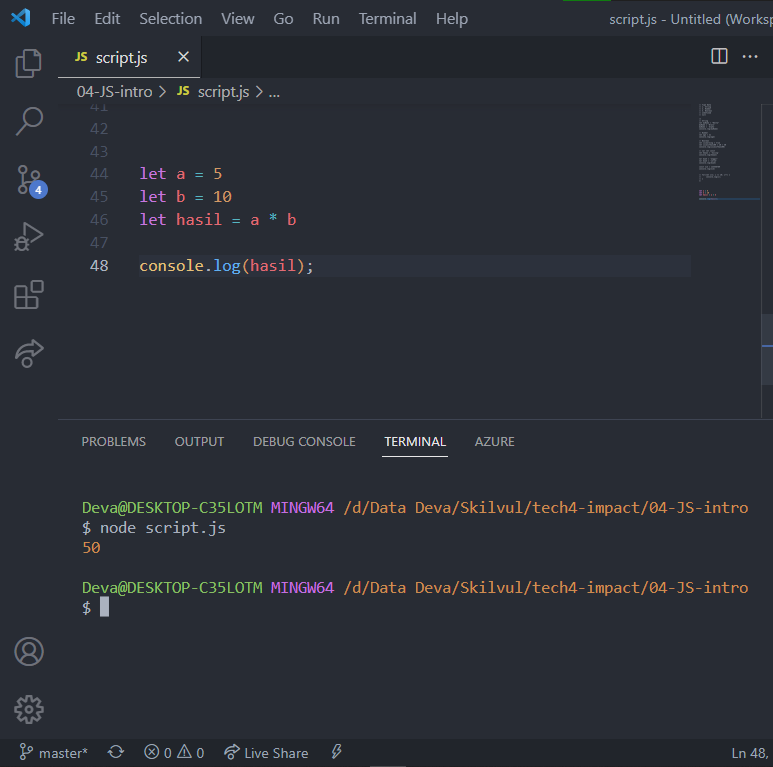 File Edit Selection View Go Run Terminal Help script.js - Untitled (Worksp
JS script.js
04-JS-intro > JS script.js > ...
41
42
43
44 let a = 5
45 let b = 10
46 let hasil = a * b
47
48 console.log(hasil);
4
PROBLEMS OUTPUT DEBUG CONSOLE TERMINAL AZURE
Deva@DESKTOP-C35LOTM MINGW64 /d/Data Deva/Skilvul/tech4-impact/04-JS-intro
$ node script.js
50
Deva@DESKTOP-C35LOTM MINGW64 /d/Data Deva/Skilvul/tech4-impact/04-JS-intro
$
master* 0 0 Live Share Ln 48,